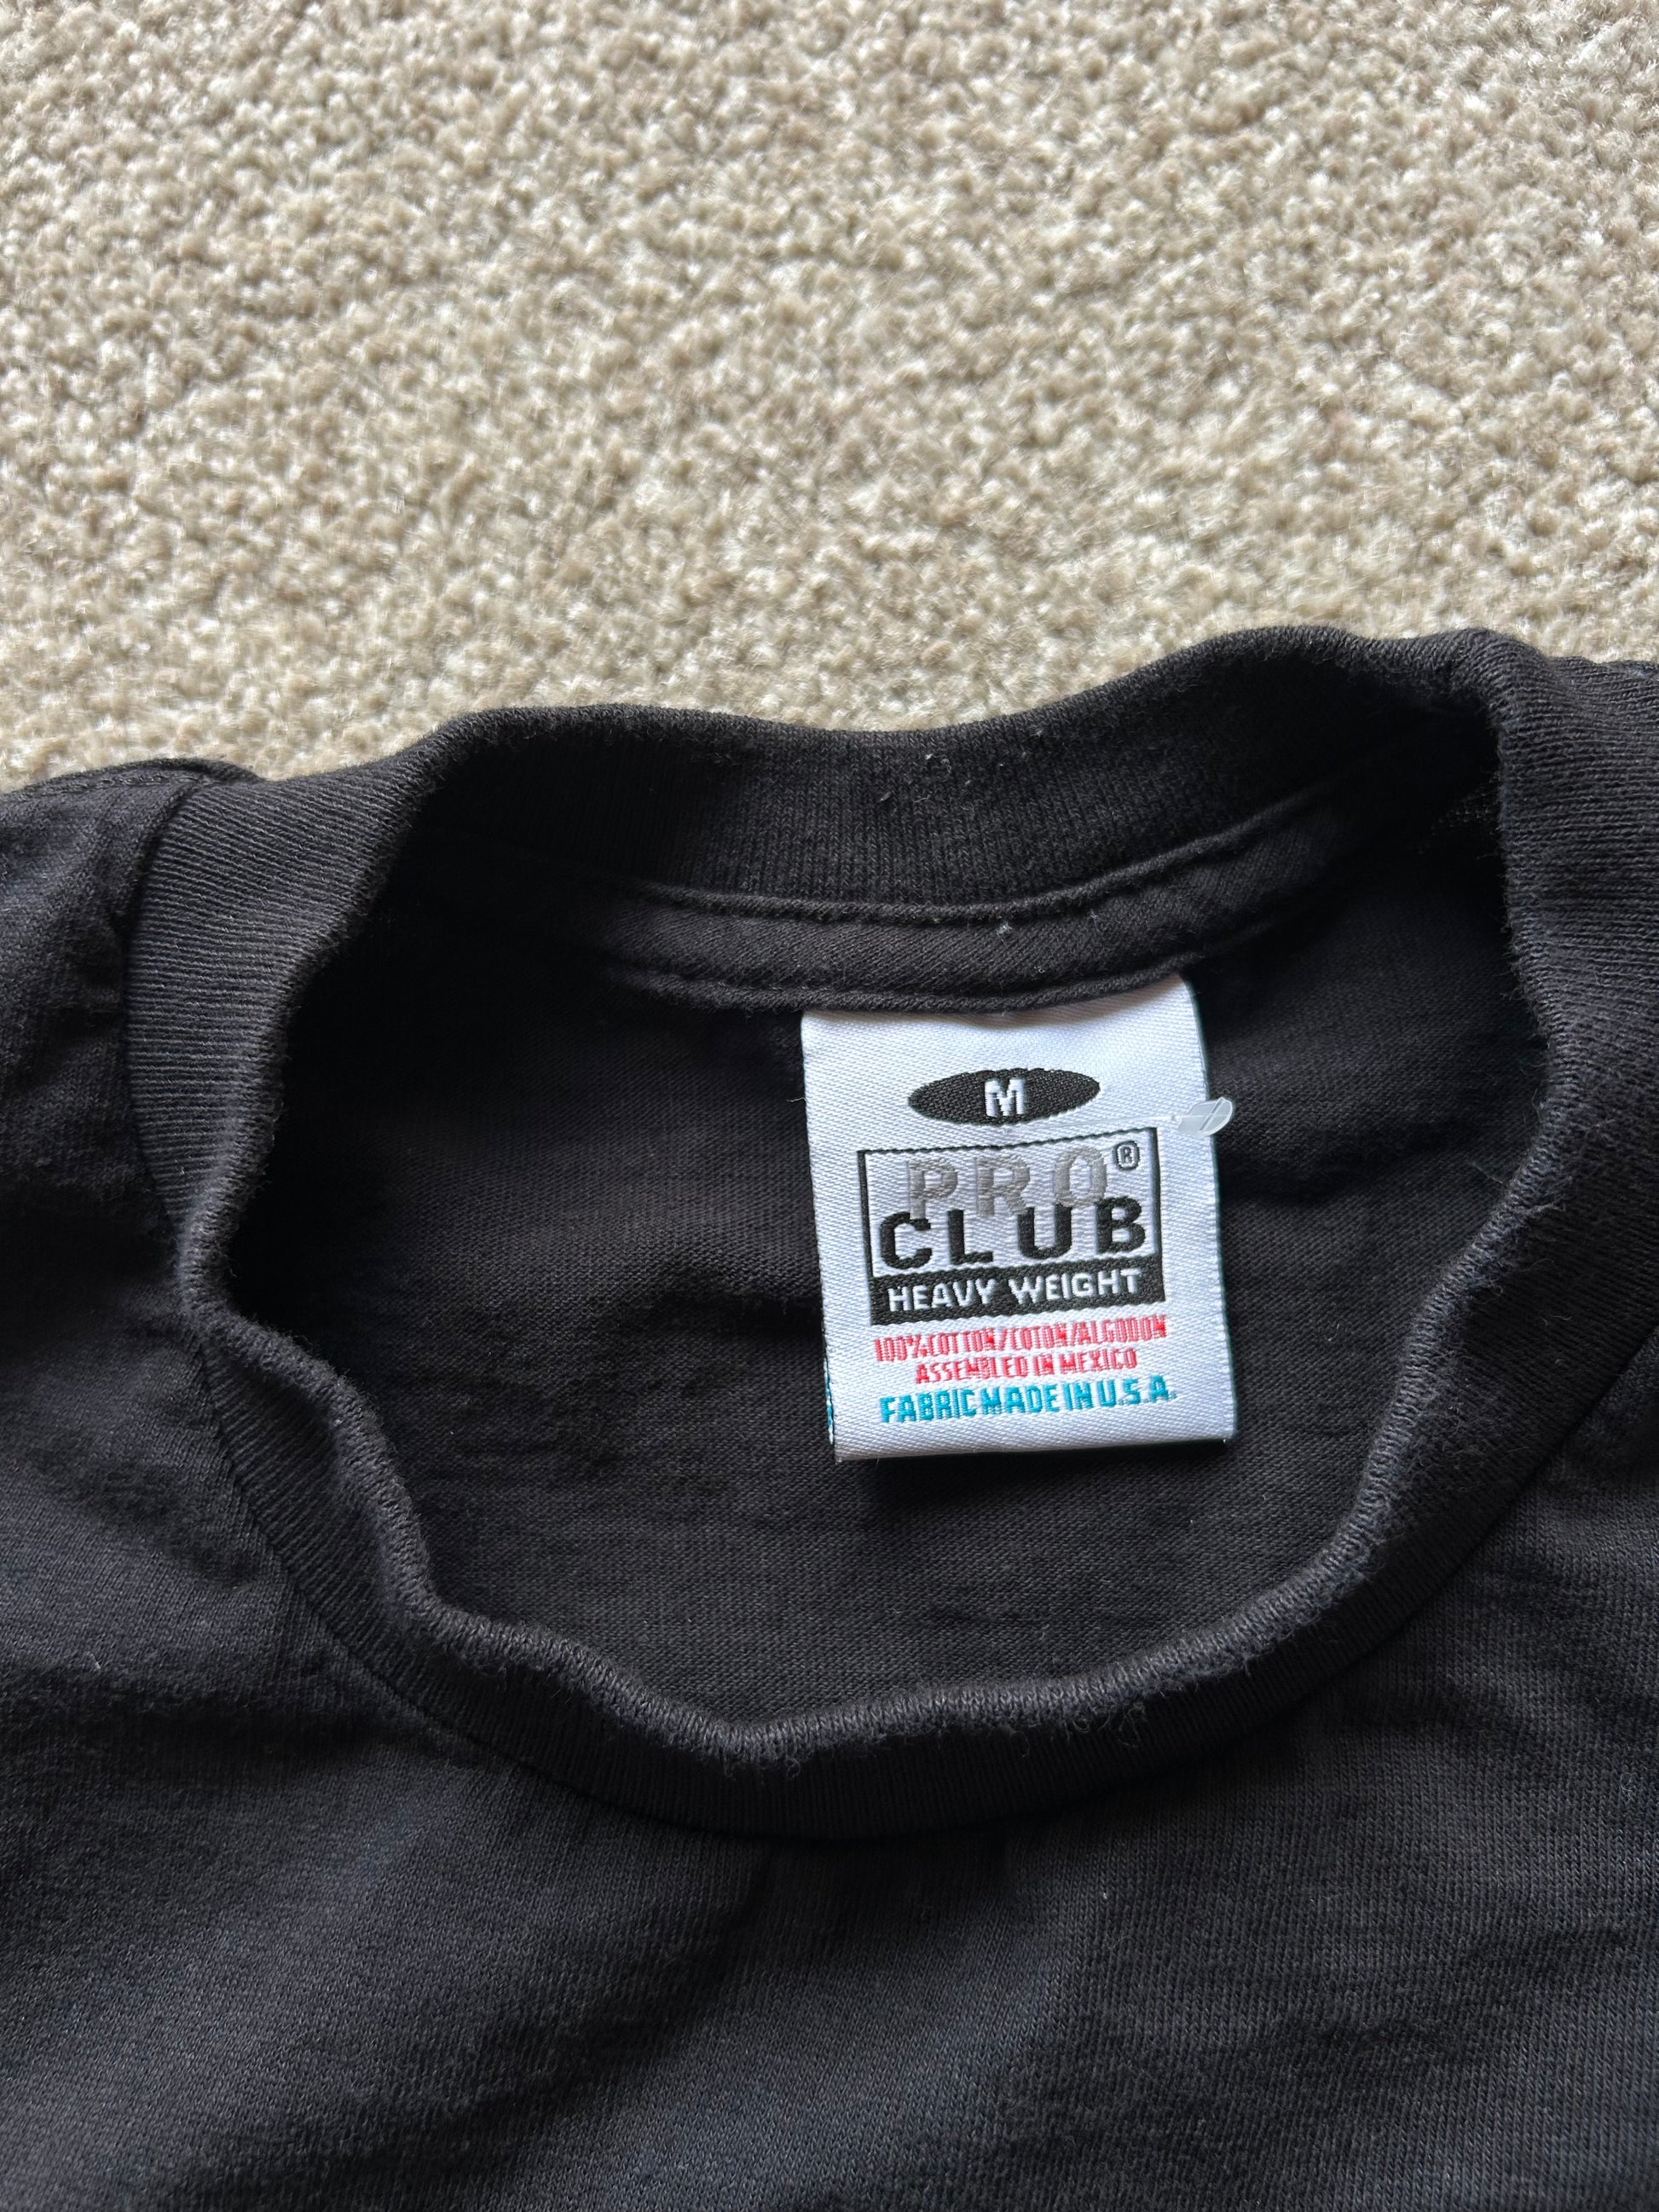 M
PRO®
CLUB
HEAVY WEIGHT
100%COTTON/COTON/ALGODON
ASSEMBLED IN MEXICO
FABRIC MADE IN U.S.A.